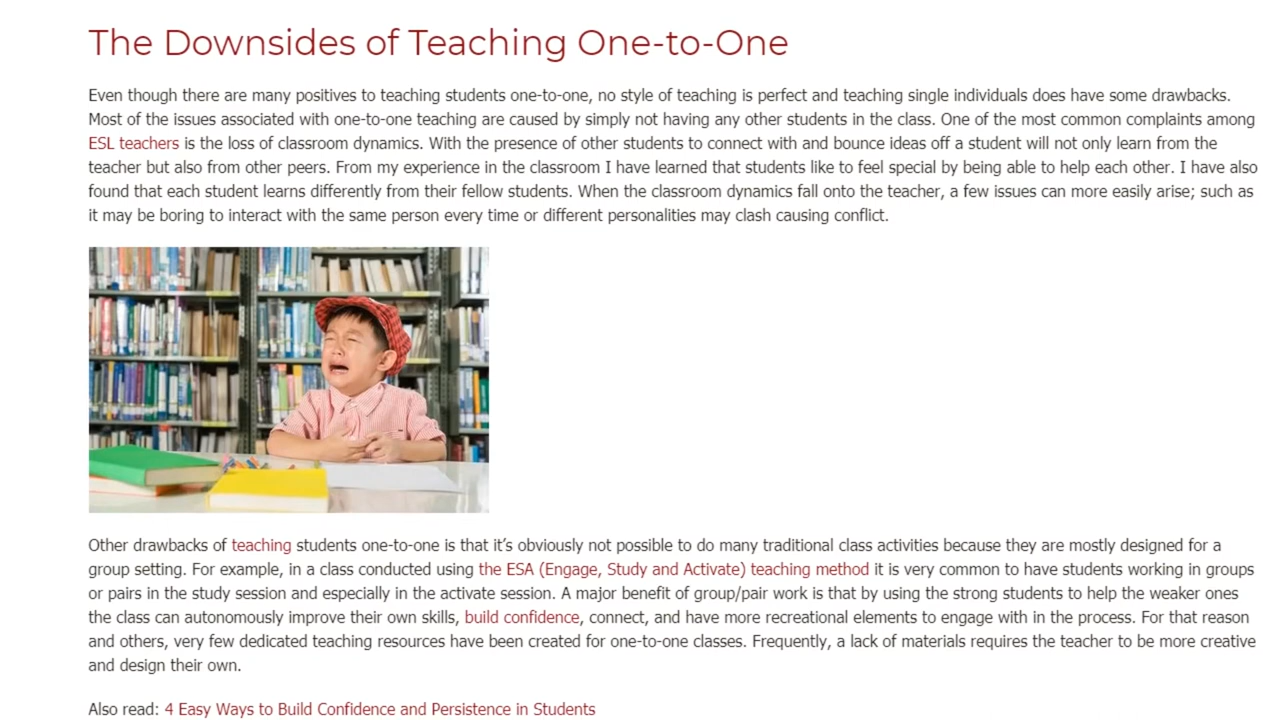 The Downsides of Teaching One-to-One
Even though there are many positives to teaching students one-to-one, no style of teaching is perfect and teaching single individuals does have some drawbacks.
Most of the issues associated with one-to-one teaching are caused by simply not having any other students in the class. One of the most common complaints among
ESL teachers is the loss of classroom dynamics. With the presence of other students to connect with and bounce ideas off a student will not only learn from the
teacher but also from other peers. From my experience in the classroom I have learned that students like to feel special by being able to help each other. I have also
found that each student learns differently from their fellow students. When the classroom dynamics fall onto the teacher, a few issues can more easily arise; such as
it may be boring to interact with the same person every time or different personalities may clash causing conflict.
Other drawbacks of teaching students one-to-one is that it’s obviously not possible to do many traditional class activities because they are mostly designed for a
group setting. For example, in a class conducted using the ESA (Engage, Study and Activate) teaching method it is very common to have students working in groups
or pairs in the study session and especially in the activate session. A major benefit of group/pair work is that by using the strong students to help the weaker ones
the class can autonomously improve their own skills, build confidence, connect, and have more recreational elements to engage with in the process. For that reason
and others, very few dedicated teaching resources have been created for one-to-one classes. Frequently, a lack of materials requires the teacher to be more creative
and design their own.
Also read: 4 Easy Ways to Build Confidence and Persistence in Students